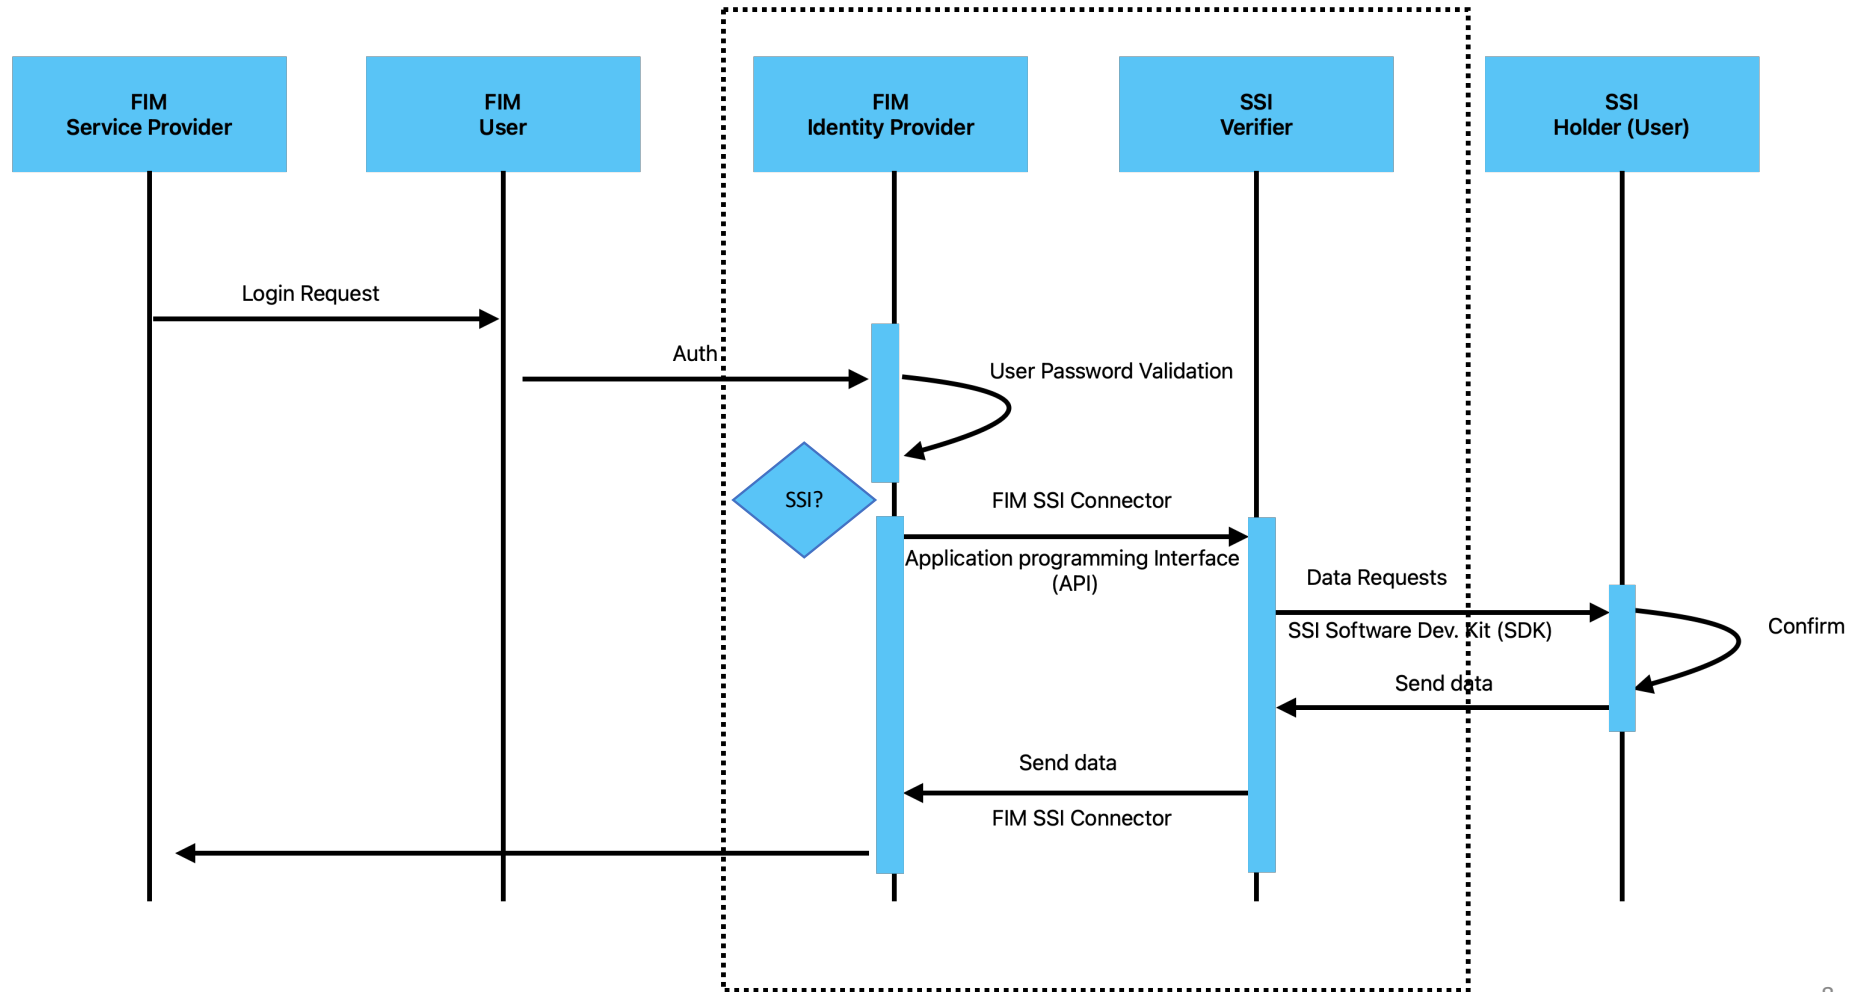 FIM
Service Provider
FIM
User
FIM
Identity Provider
SSI
Verifier
SSI
Holder (User)
Login Request
Auth
User Password Validation
SSI?
FIM SSI Connector
Application programming Interface
(API)
Data Requests
SSI Software Dev. Kit (SDK)
Confirm
Send data
Send data
FIM SSI Connector